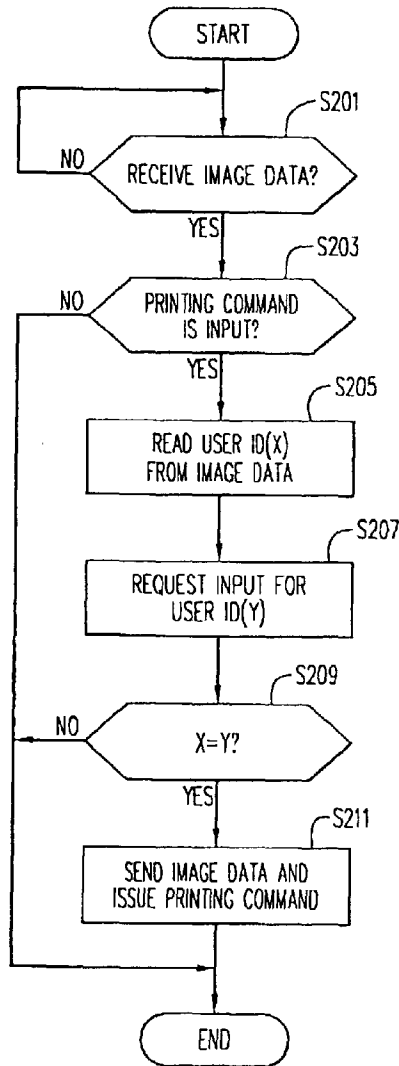 START
S201
NO
RECEIVE IMAGE DATA?
YES
S203
NO
PRINTING COMMAND
IS INPUT?
YES
S205
READ USER ID(X)
FROM IMAGE DATA
S207
REQUEST INPUT FOR
USER ID(Y)
S209
NO
X=Y?
YES
S211
SEND IMAGE DATA AND
ISSUE PRINTING COMMAND
END